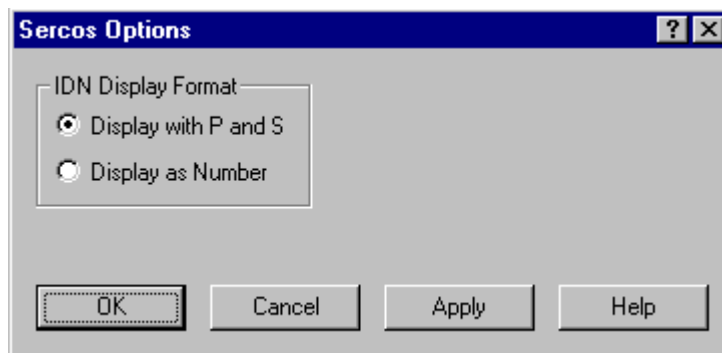 Sercos Options ? X
IDN Display Format
Display with P and S
Display as Number
OK Cancel Apply Help